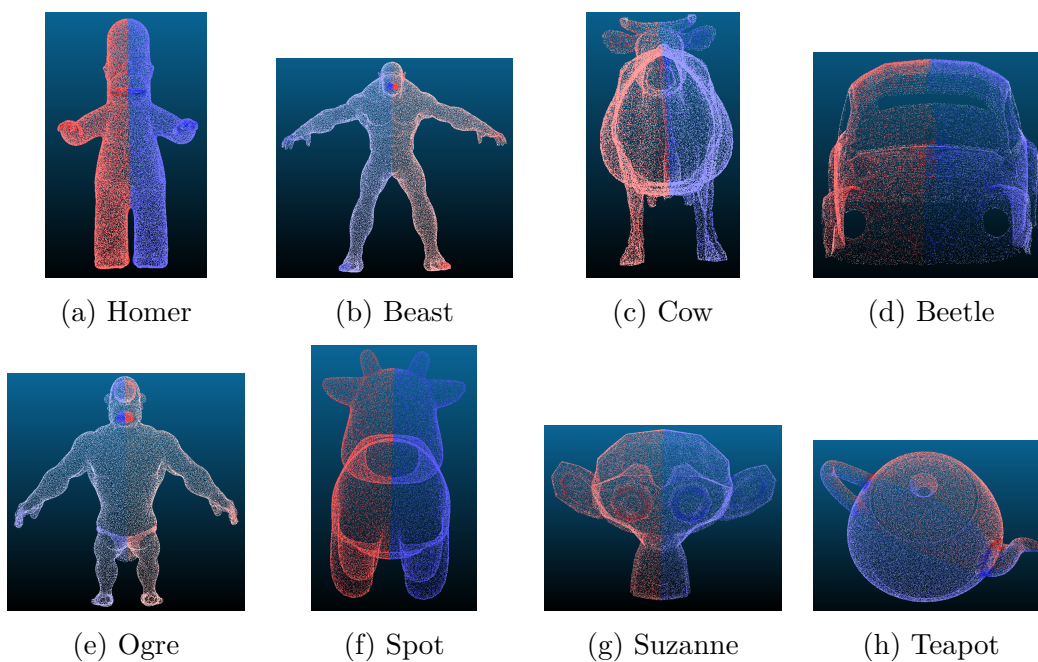 (a) Homer
(b) Beast
(c) Cow
(d) Beetle
(e) Ogre
(f) Spot
(g) Suzanne
(h) Teapot